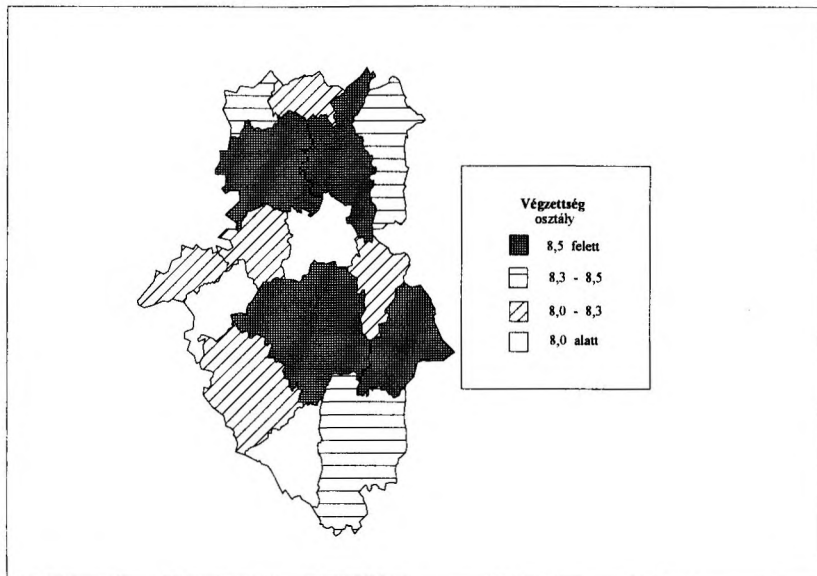 Végzettség
osztály
8,5 felett
8,3 - 8,5
8,0 - 8,3
8,0 alatt